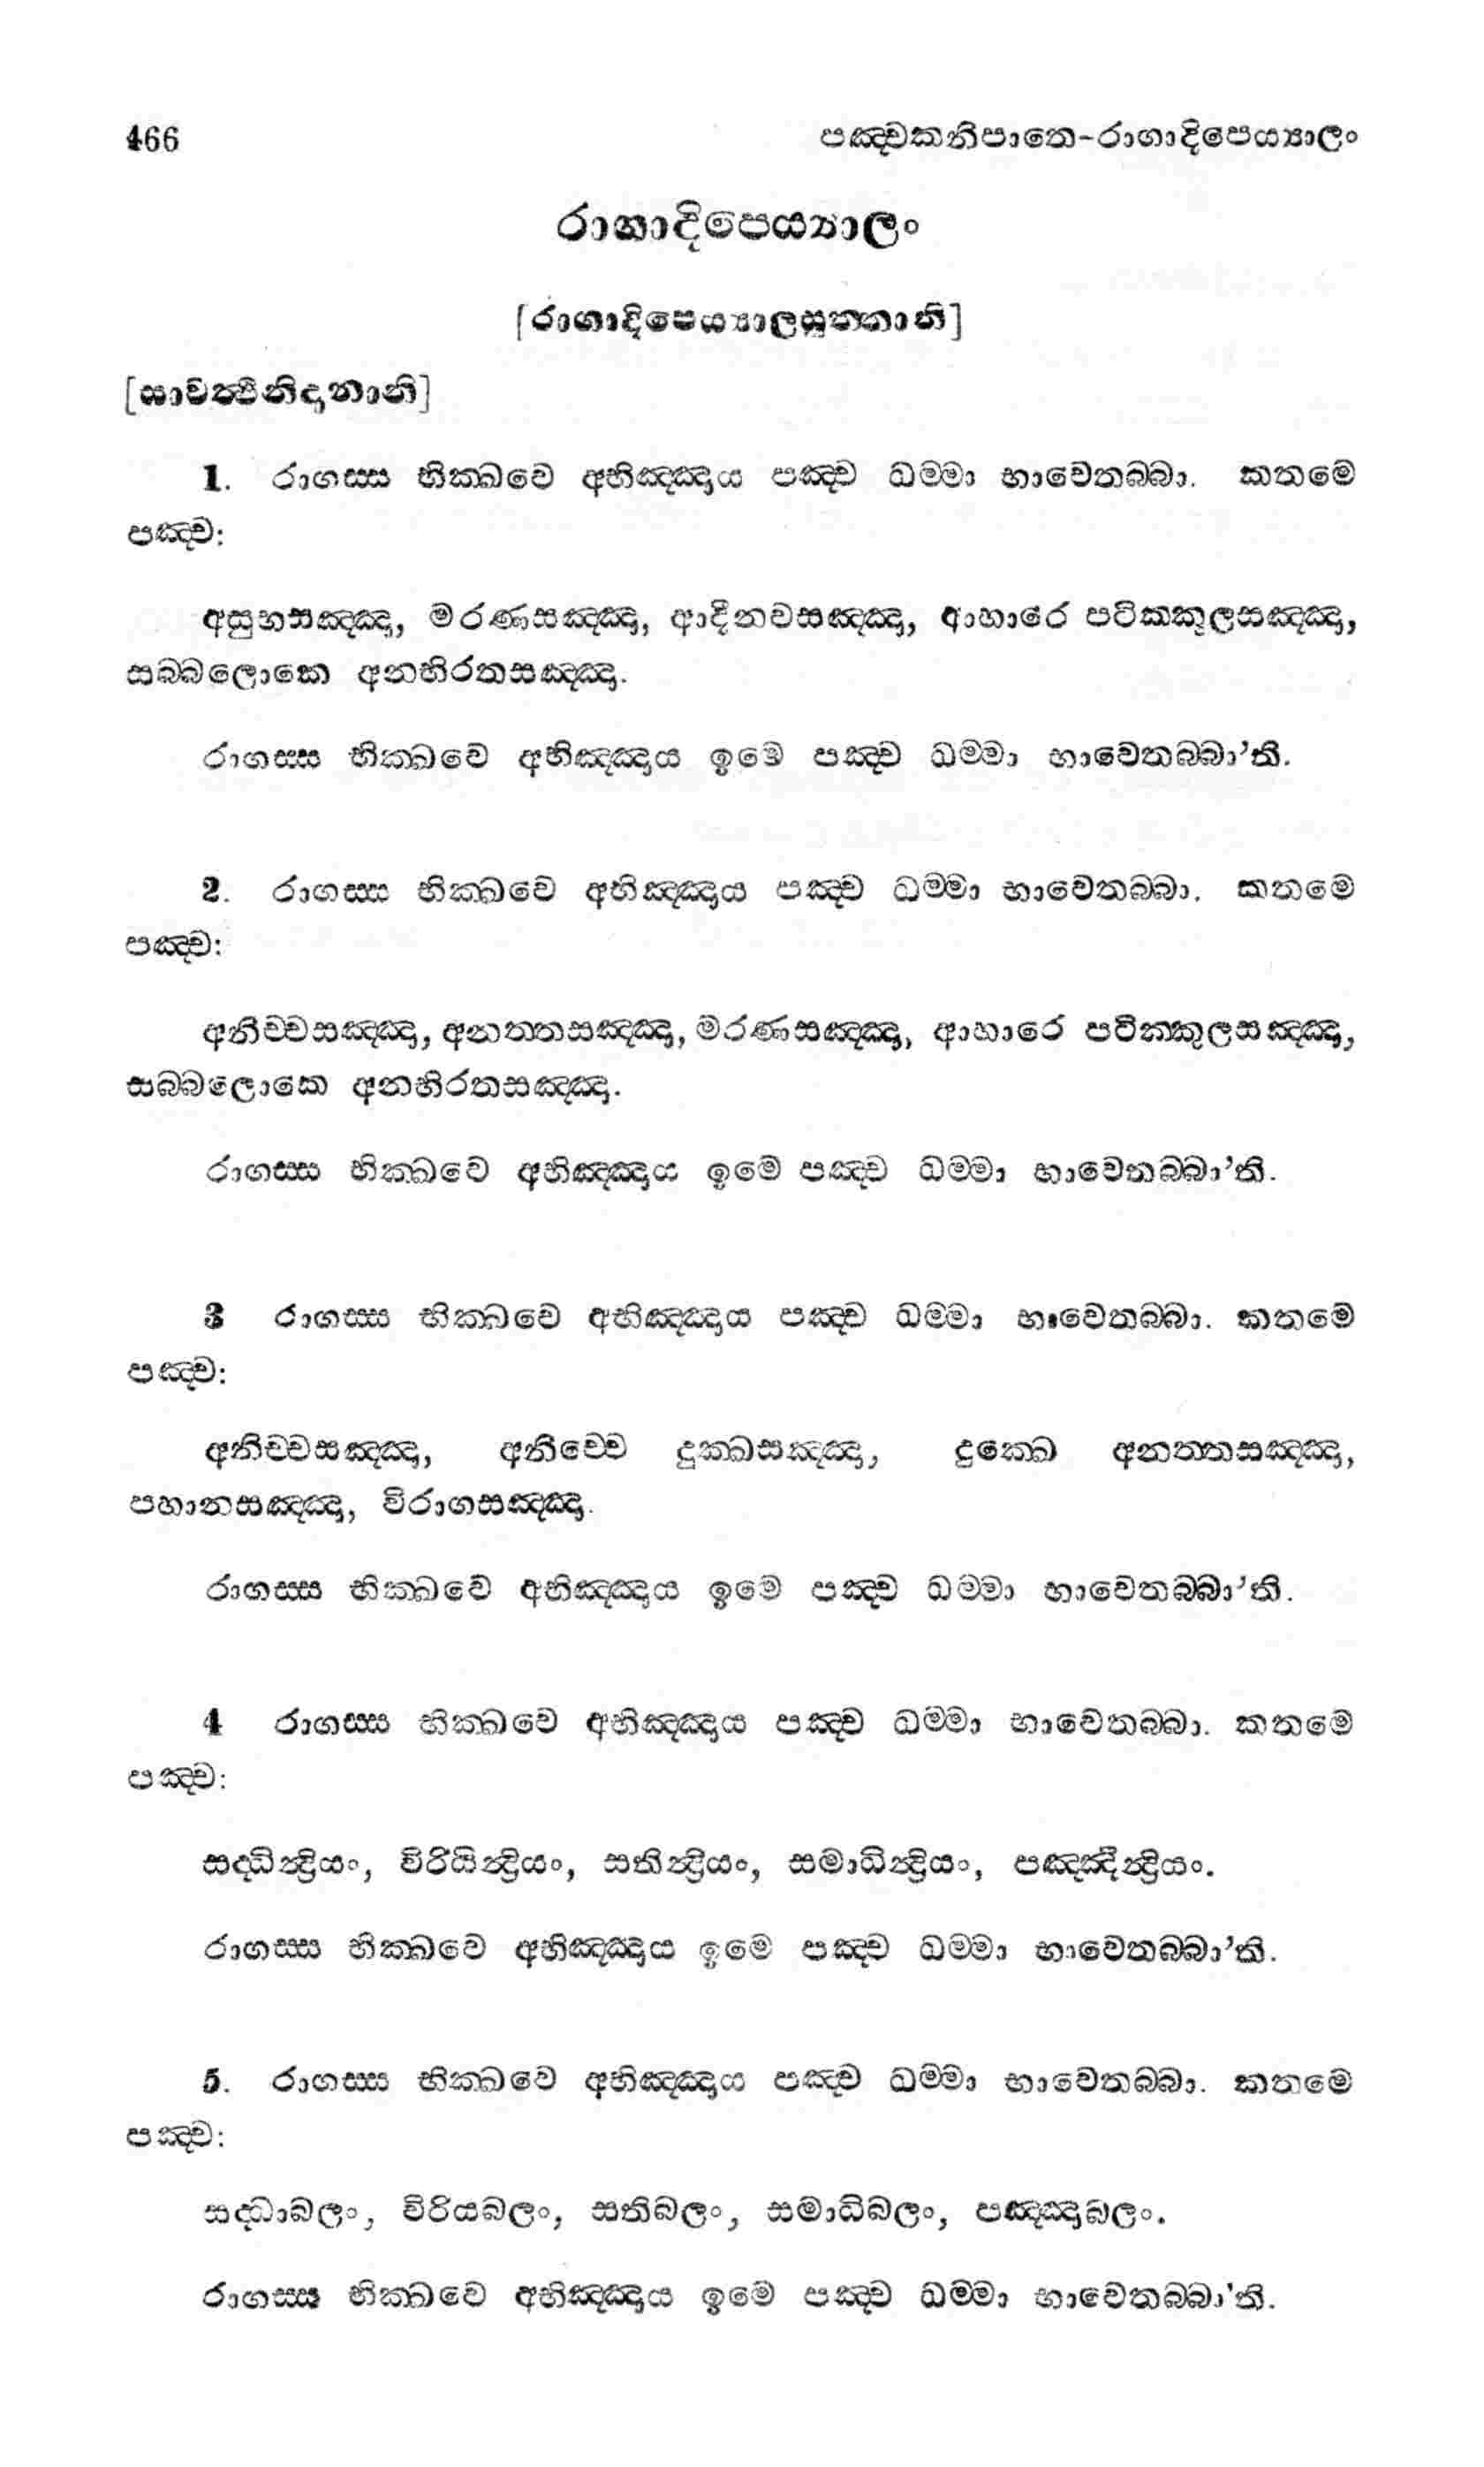 466 පඤ්චකනිපාතෙ-රාගාදිපෙය්‍යාලං
රාගාදිපෙය්‍යාලං
[රාගාදිපෙය්‍යාලසුත්තානි]
[සාවත්‍ථිනිදානානි]
1. රාගස්ස භික්ඛවෙ අභිඤ්ඤාය පඤ්ච ධම්මා භාවෙතබ්බා. කතමෙ
පඤ්ච:
අසුභසඤ්ඤා, මරණසඤ්ඤා, ආදීනවසඤ්ඤා, ආහාරෙ පටික්කූලසඤ්ඤා,
සබ්බලොකෙ අනභිරතසඤ්ඤා.
රාගස්ස භික්ඛවෙ අභිඤ්ඤාය ඉමෙ පඤ්ච ධම්මා භාවෙතබ්බා’ති.
2. රාගස්ස භික්ඛවෙ අභිඤ්ඤාය පඤ්ච ධම්මා භාවෙතබ්බා. කතමෙ
පඤ්ච:
අනිච්චසඤ්ඤා, අනත්තසඤ්ඤා, මරණසඤ්ඤා, ආහාරෙ පටික්කූලසඤ්ඤා,
සබ්බලොකෙ අනභිරතසඤ්ඤා.
රාගස්ස භික්ඛවෙ අභිඤ්ඤාය ඉමෙ පඤ්ච ධම්මා භාවෙතබ්බා’ති.
3 රාගස්ස භික්ඛවෙ අභිඤ්ඤාය පඤ්ච ධම්මා භාවෙතබ්බා. කතමෙ
පඤ්ච:
අනිච්චසඤ්ඤා, අනිච්චෙ දුක්ඛසඤ්ඤා, දුක්ඛෙ අනත්තසඤ්ඤා,
පහානසඤ්ඤා, විරාගසඤ්ඤා.
රාගස්ස භික්ඛවෙ අභිඤ්ඤාය ඉමෙ පඤ්ච ධම්මා භාවෙතබ්බා’ති.
4 රාගස්ස භික්ඛවෙ අභිඤ්ඤාය පඤ්ච ධම්මා භාවෙතබ්බා. කතමෙ
පඤ්ච:
සද්ධින්‍ද්‍රියං, විරියින්‍ද්‍රියං, සතින්‍ද්‍රියං, සමාධින්‍ද්‍රියං, පඤ්ඤින්‍ද්‍රියං.
රාගස්ස භික්ඛවෙ අභිඤ්ඤාය ඉමෙ පඤ්ච ධම්මා භාවෙතබ්බා’ති.
5. රාගස්ස භික්ඛවෙ අභිඤ්ඤාය පඤ්ච ධම්මා භාවෙතබ්බා. කතමෙ
පඤ්ච:
සද්ධාබලං, විරියබලං, සතිබලං, සමාධිබලං, පඤ්ඤාබලං.
රාගස්ස භික්ඛවෙ අභිඤ්ඤාය ඉමෙ පඤ්ච ධම්මා භාවෙතබ්බා’ති.